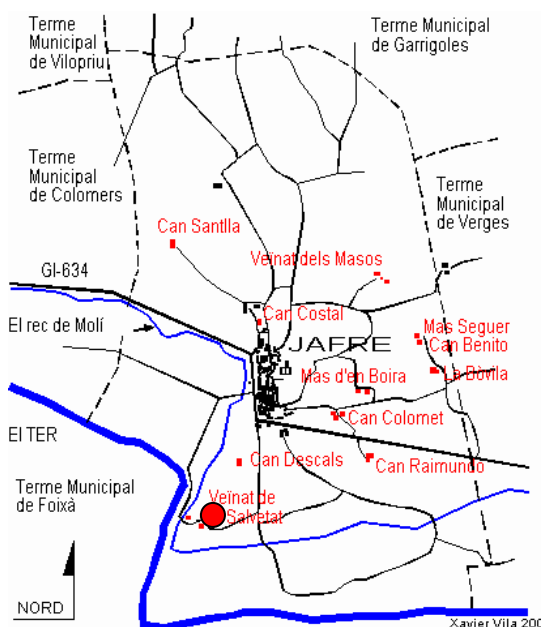 Terme
Municipal
de Vilopriu
Terme
Municipal
de Garrigoles
Terme
Municipal
de Colomers
Terme
Municipal
de Verges
Can Santlla
Veïnat dels Masos
GI-634
Can Costal
El rec de Molí
JAFRE
Mas Seguer
Can Benito
Mas d'en Boira
La Bòvila
Can Colomet
El TER
Can Descals
Can Raimundo
Terme Municipal
de Foixà
Veïnat de
Salvetat
NORD
Xavier Vila 200